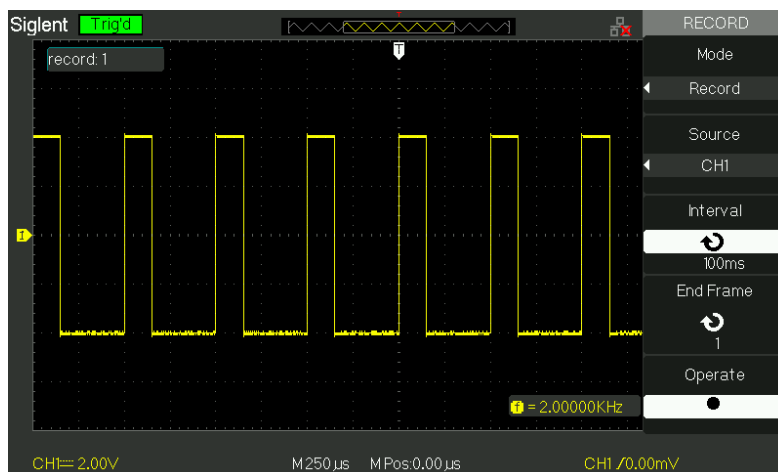 Siglent Trig'd
T
record: 1
1
f = 2.00000KHz
CH1 2.00V M 250µs M Pos:0.00µs CH1 /0.00mV
RECORD
Mode
Record
Source
CH1
Interval
100ms
End Frame
1
Operate